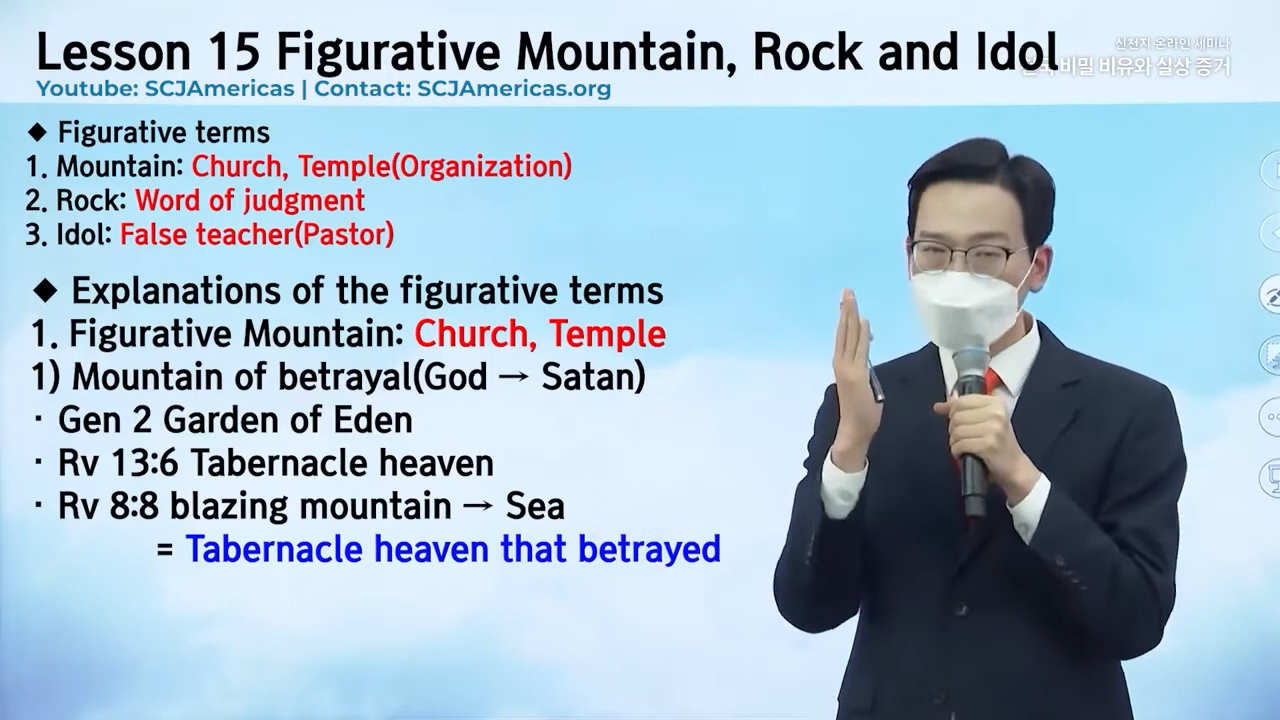 Lesson 15 Figurative Mountain, Rock and Idol
신천지 온라인 세미나
비밀 비유와 실상 증거
Youtube: SCJAmericas | Contact: SCJAmericas.org
◆ Figurative terms
1. Mountain: Church, Temple(Organization)
2. Rock: Word of judgment
3. Idol: False teacher(Pastor)
◆ Explanations of the figurative terms
1. Figurative Mountain: Church, Temple
1) Mountain of betrayal(God → Satan)
· Gen 2 Garden of Eden
· Rv 13:6 Tabernacle heaven
· Rv 8:8 blazing mountain → Sea
= Tabernacle heaven that betrayed